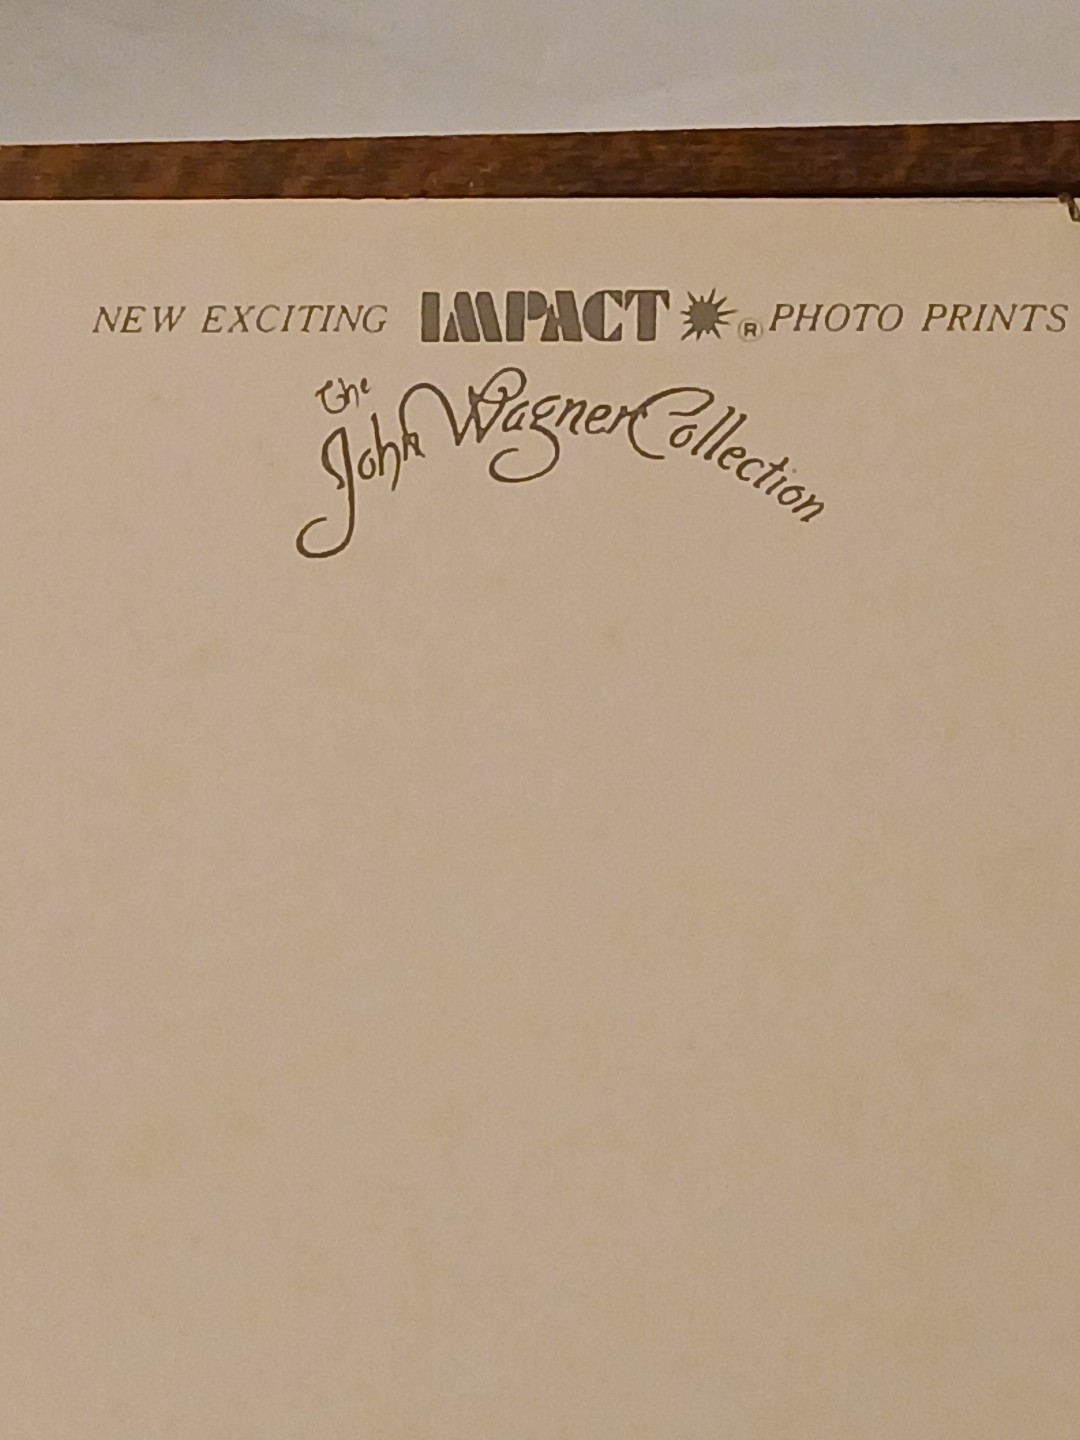 NEW EXCITING IMPACT ® PHOTO PRINTS
The
John Wagner Collection